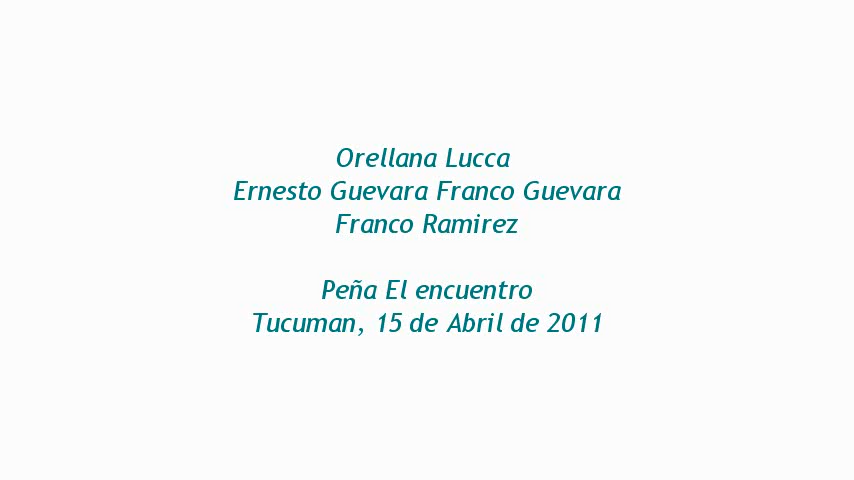 Orellana Lucca
Ernesto Guevara Franco Guevara
Franco Ramirez
Peña El encuentro
Tucuman, 15 de Abril de 2011